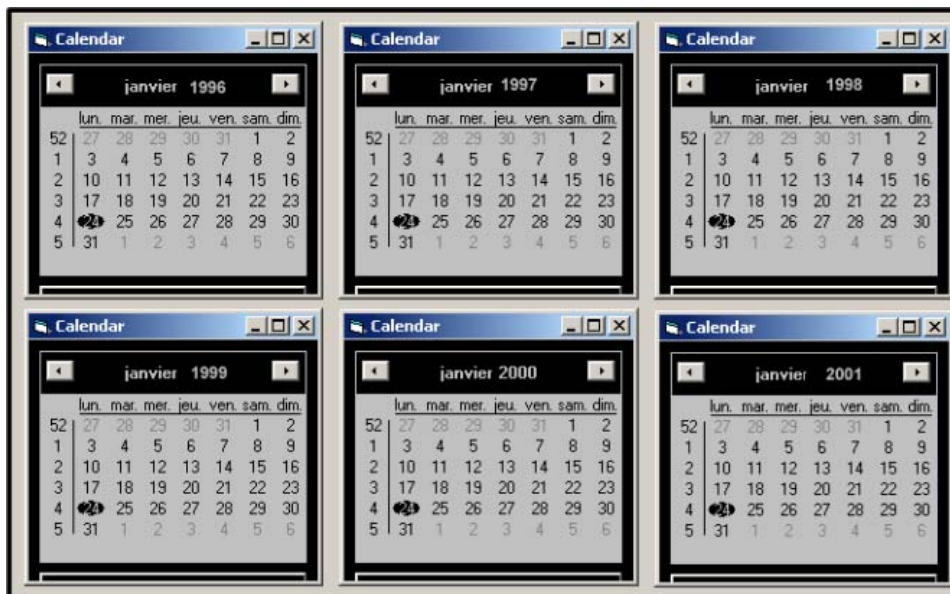 Calendar
janvier 1996
lun. mar. mer. jeu. ven. sam. dim.
52 27 28 29 30 31 1 2
1 3 4 5 6 7 8 9
2 10 11 12 13 14 15 16
3 17 18 19 20 21 22 23
4 24 25 26 27 28 29 30
5 31 1 2 3 4 5 6
Calendar
janvier 1997
lun. mar. mer. jeu. ven. sam. dim.
52 27 28 29 30 31 1 2
1 3 4 5 6 7 8 9
2 10 11 12 13 14 15 16
3 17 18 19 20 21 22 23
4 24 25 26 27 28 29 30
5 31 1 2 3 4 5 6
Calendar
janvier 1998
lun. mar. mer. jeu. ven. sam. dim.
52 27 28 29 30 31 1 2
1 3 4 5 6 7 8 9
2 10 11 12 13 14 15 16
3 17 18 19 20 21 22 23
4 24 25 26 27 28 29 30
5 31 1 2 3 4 5 6
Calendar
janvier 1999
lun. mar. mer. jeu. ven. sam. dim.
52 27 28 29 30 31 1 2
1 3 4 5 6 7 8 9
2 10 11 12 13 14 15 16
3 17 18 19 20 21 22 23
4 24 25 26 27 28 29 30
5 31 1 2 3 4 5 6
Calendar
janvier 2000
lun. mar. mer. jeu. ven. sam. dim.
52 27 28 29 30 31 1 2
1 3 4 5 6 7 8 9
2 10 11 12 13 14 15 16
3 17 18 19 20 21 22 23
4 24 25 26 27 28 29 30
5 31 1 2 3 4 5 6
Calendar
janvier 2001
lun. mar. mer. jeu. ven. sam. dim.
52 27 28 29 30 31 1 2
1 3 4 5 6 7 8 9
2 10 11 12 13 14 15 16
3 17 18 19 20 21 22 23
4 24 25 26 27 28 29 30
5 31 1 2 3 4 5 6